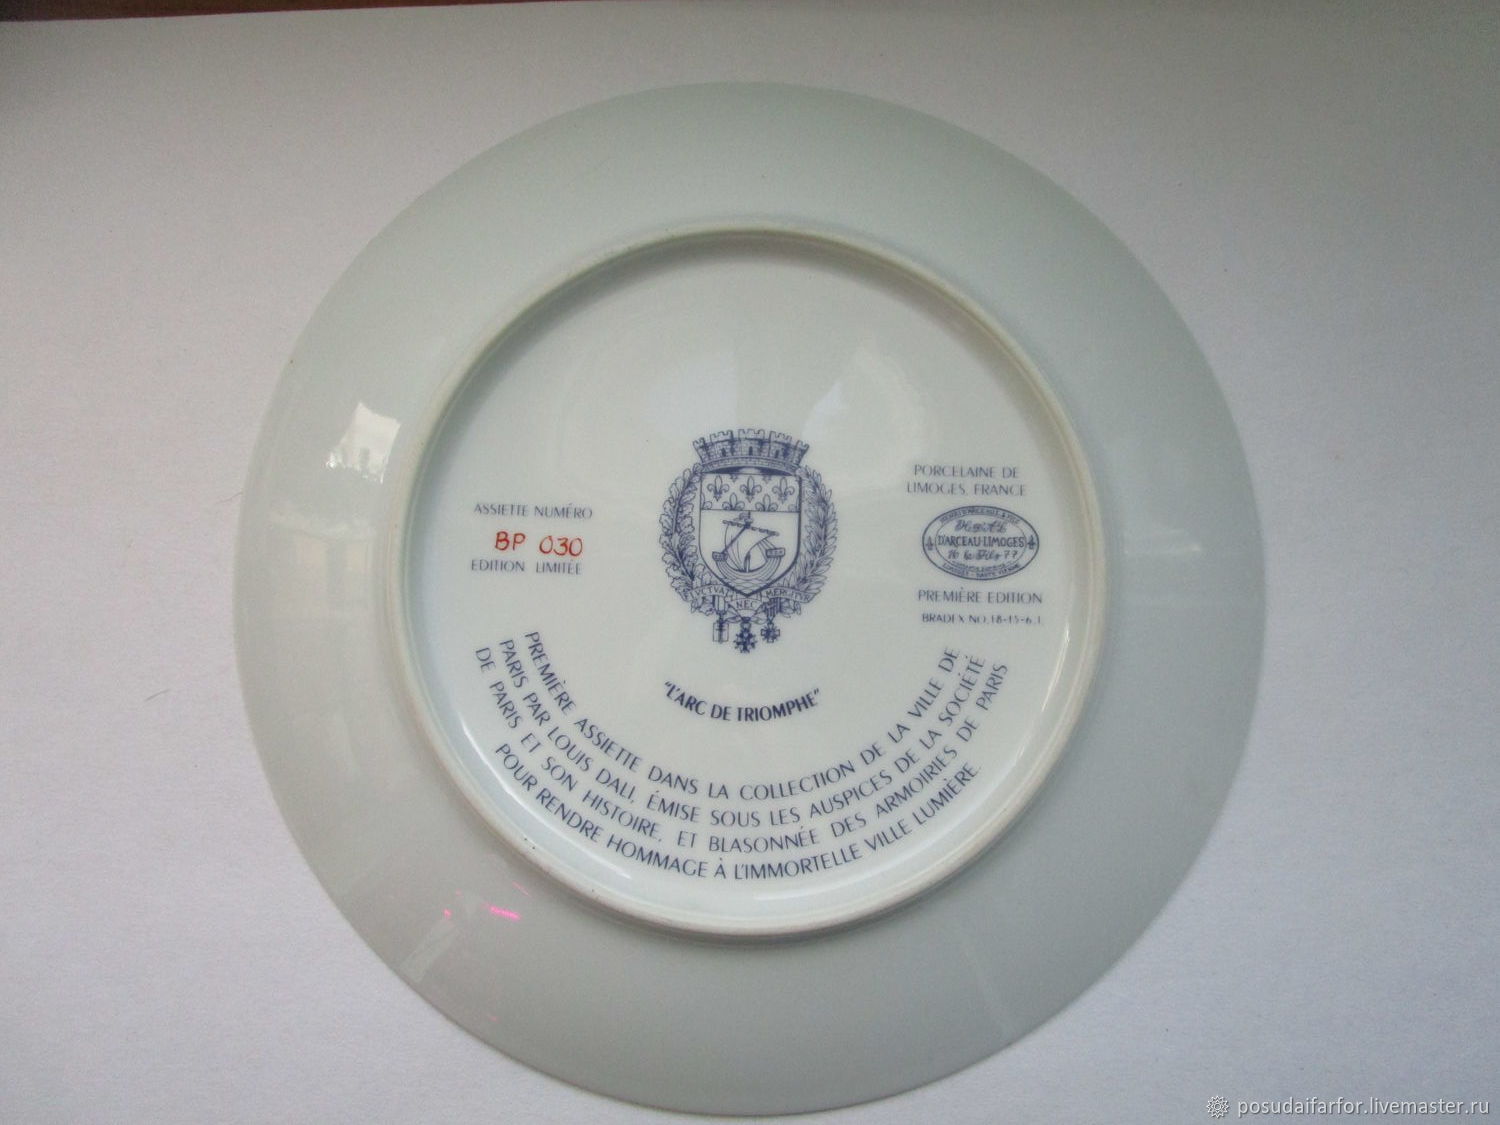 ASSIETTE NUMÉRO
BP 030
EDITION LIMITÉE
PORCELAINE DE
LIMOGES, FRANCE
D'ARCEAU-LIMOGES
PREMIÈRE EDITION
BRADEX NO. 18-15-6.1
NEC
"L'ARC DE TRIOMPHE"
PREMIÈRE ASSIETTE DANS LA COLLECTION DE LA VILLE DE
PARIS PAR LOUIS DALI, ÉMISE SOUS LES AUSPICES DE LA SOCIÉTÉ
DE PARIS ET SON HISTOIRE, ET BLASONNÉE DES ARMOIRIES DE PARIS
POUR RENDRE HOMMAGE À L'IMMORTELLE VILLE LUMIÈRE
posudaifarfor.livemaster.ru